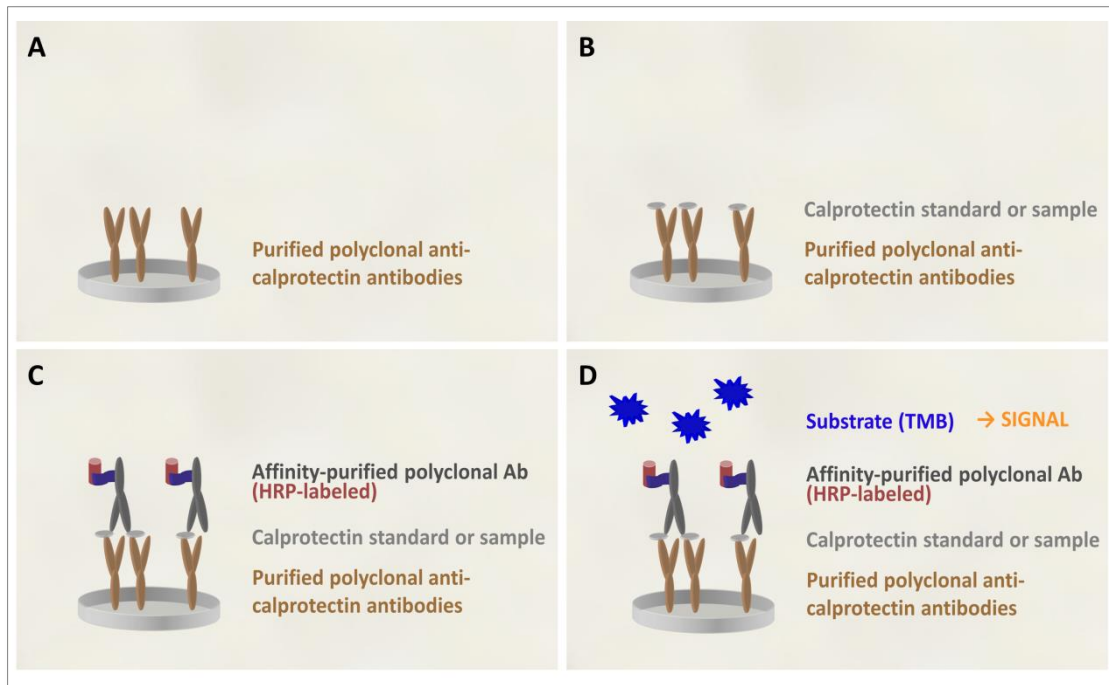 A
Purified polyclonal anti-
calprotectin antibodies
B
Calprotectin standard or sample
Purified polyclonal anti-
calprotectin antibodies
C
Affinity-purified polyclonal Ab
(HRP-labeled)
Calprotectin standard or sample
Purified polyclonal anti-
calprotectin antibodies
D
Substrate (TMB) → SIGNAL
Affinity-purified polyclonal Ab
(HRP-labeled)
Calprotectin standard or sample
Purified polyclonal anti-
calprotectin antibodies